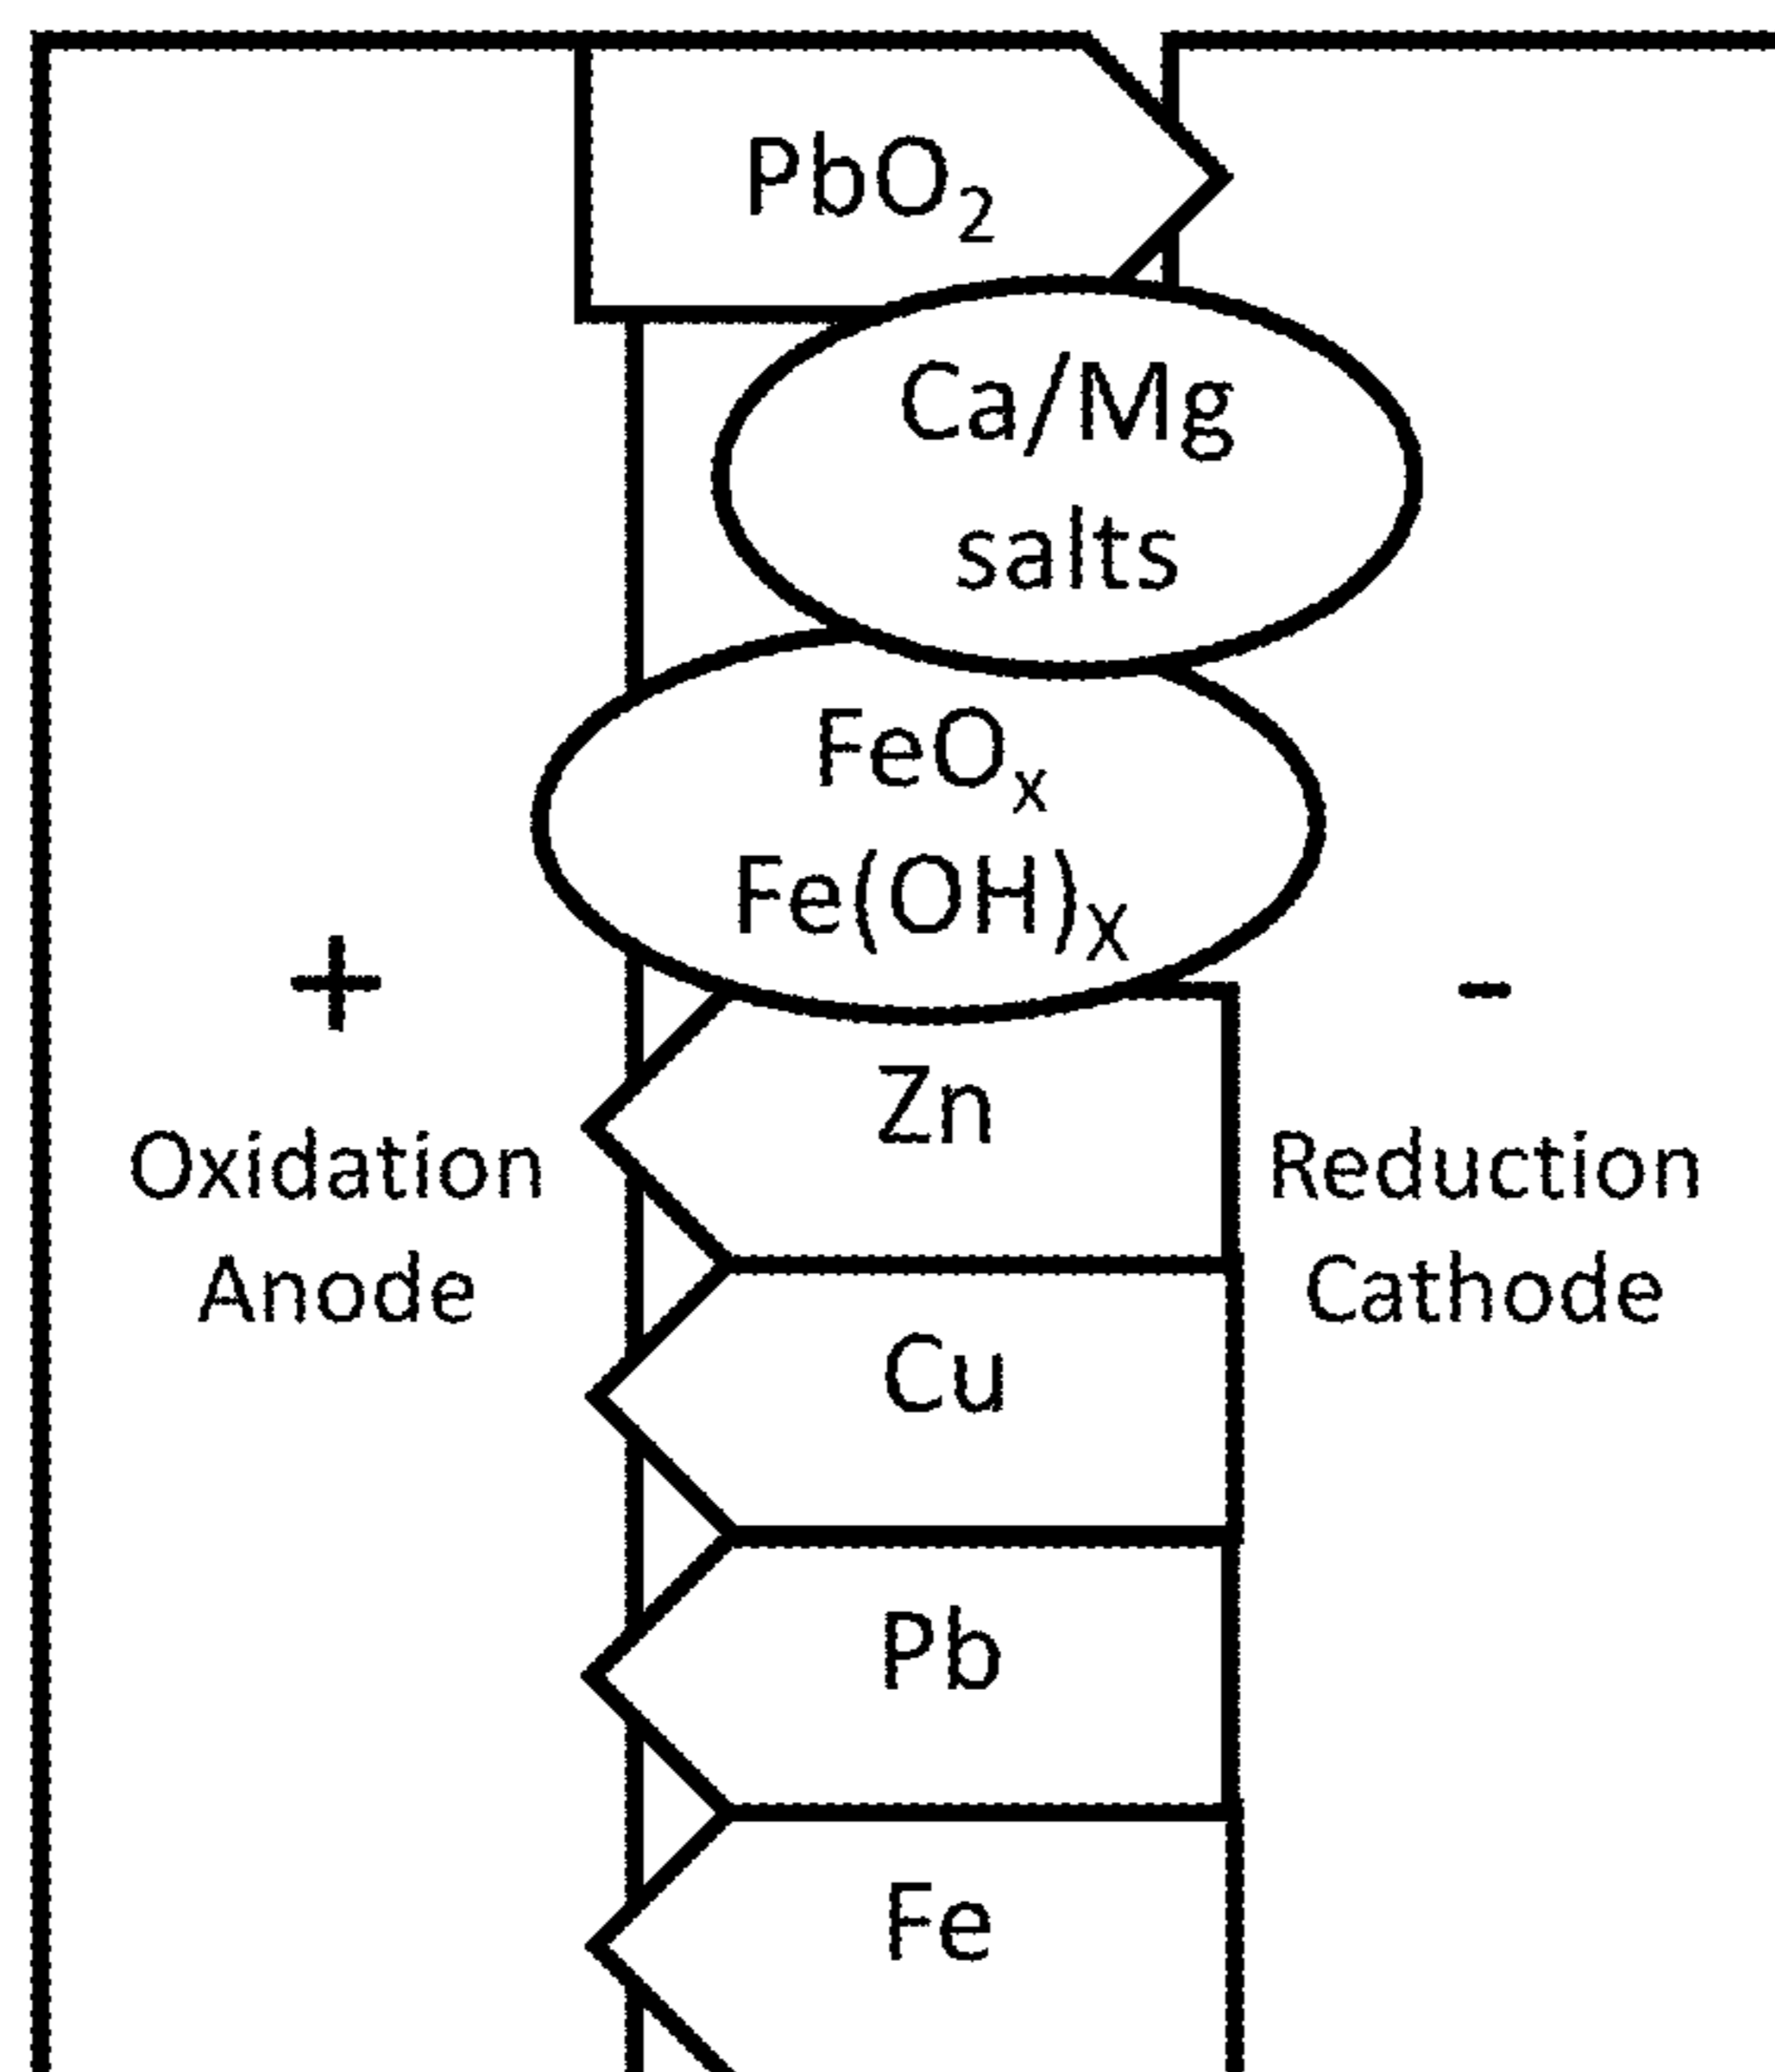 PbO₂
Ca/Mg
salts
FeOₓ
Fe(OH)ₓ
+
-
Zn
Oxidation
Anode
Reduction
Cathode
Cu
Pb
Fe